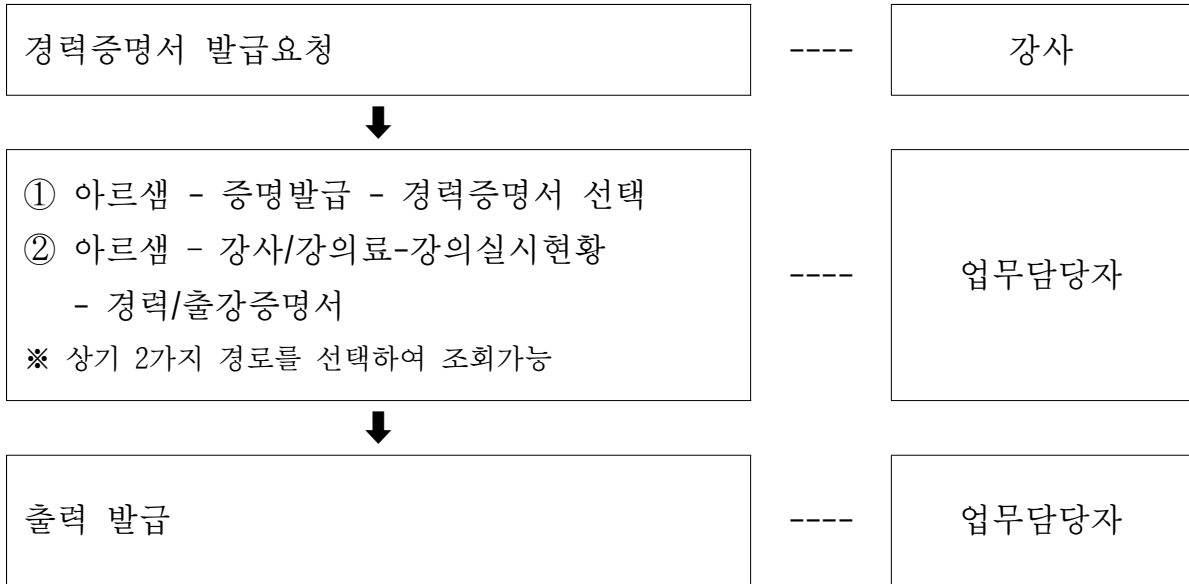 경력증명서 발급요청 ---- 강사
① 아르샘 - 증명발급 - 경력증명서 선택
② 아르샘 - 강사/강의료-강의실시현황
- 경력/출강증명서
---- 업무담당자
※ 상기 2가지 경로를 선택하여 조회가능
출력 발급 ---- 업무담당자